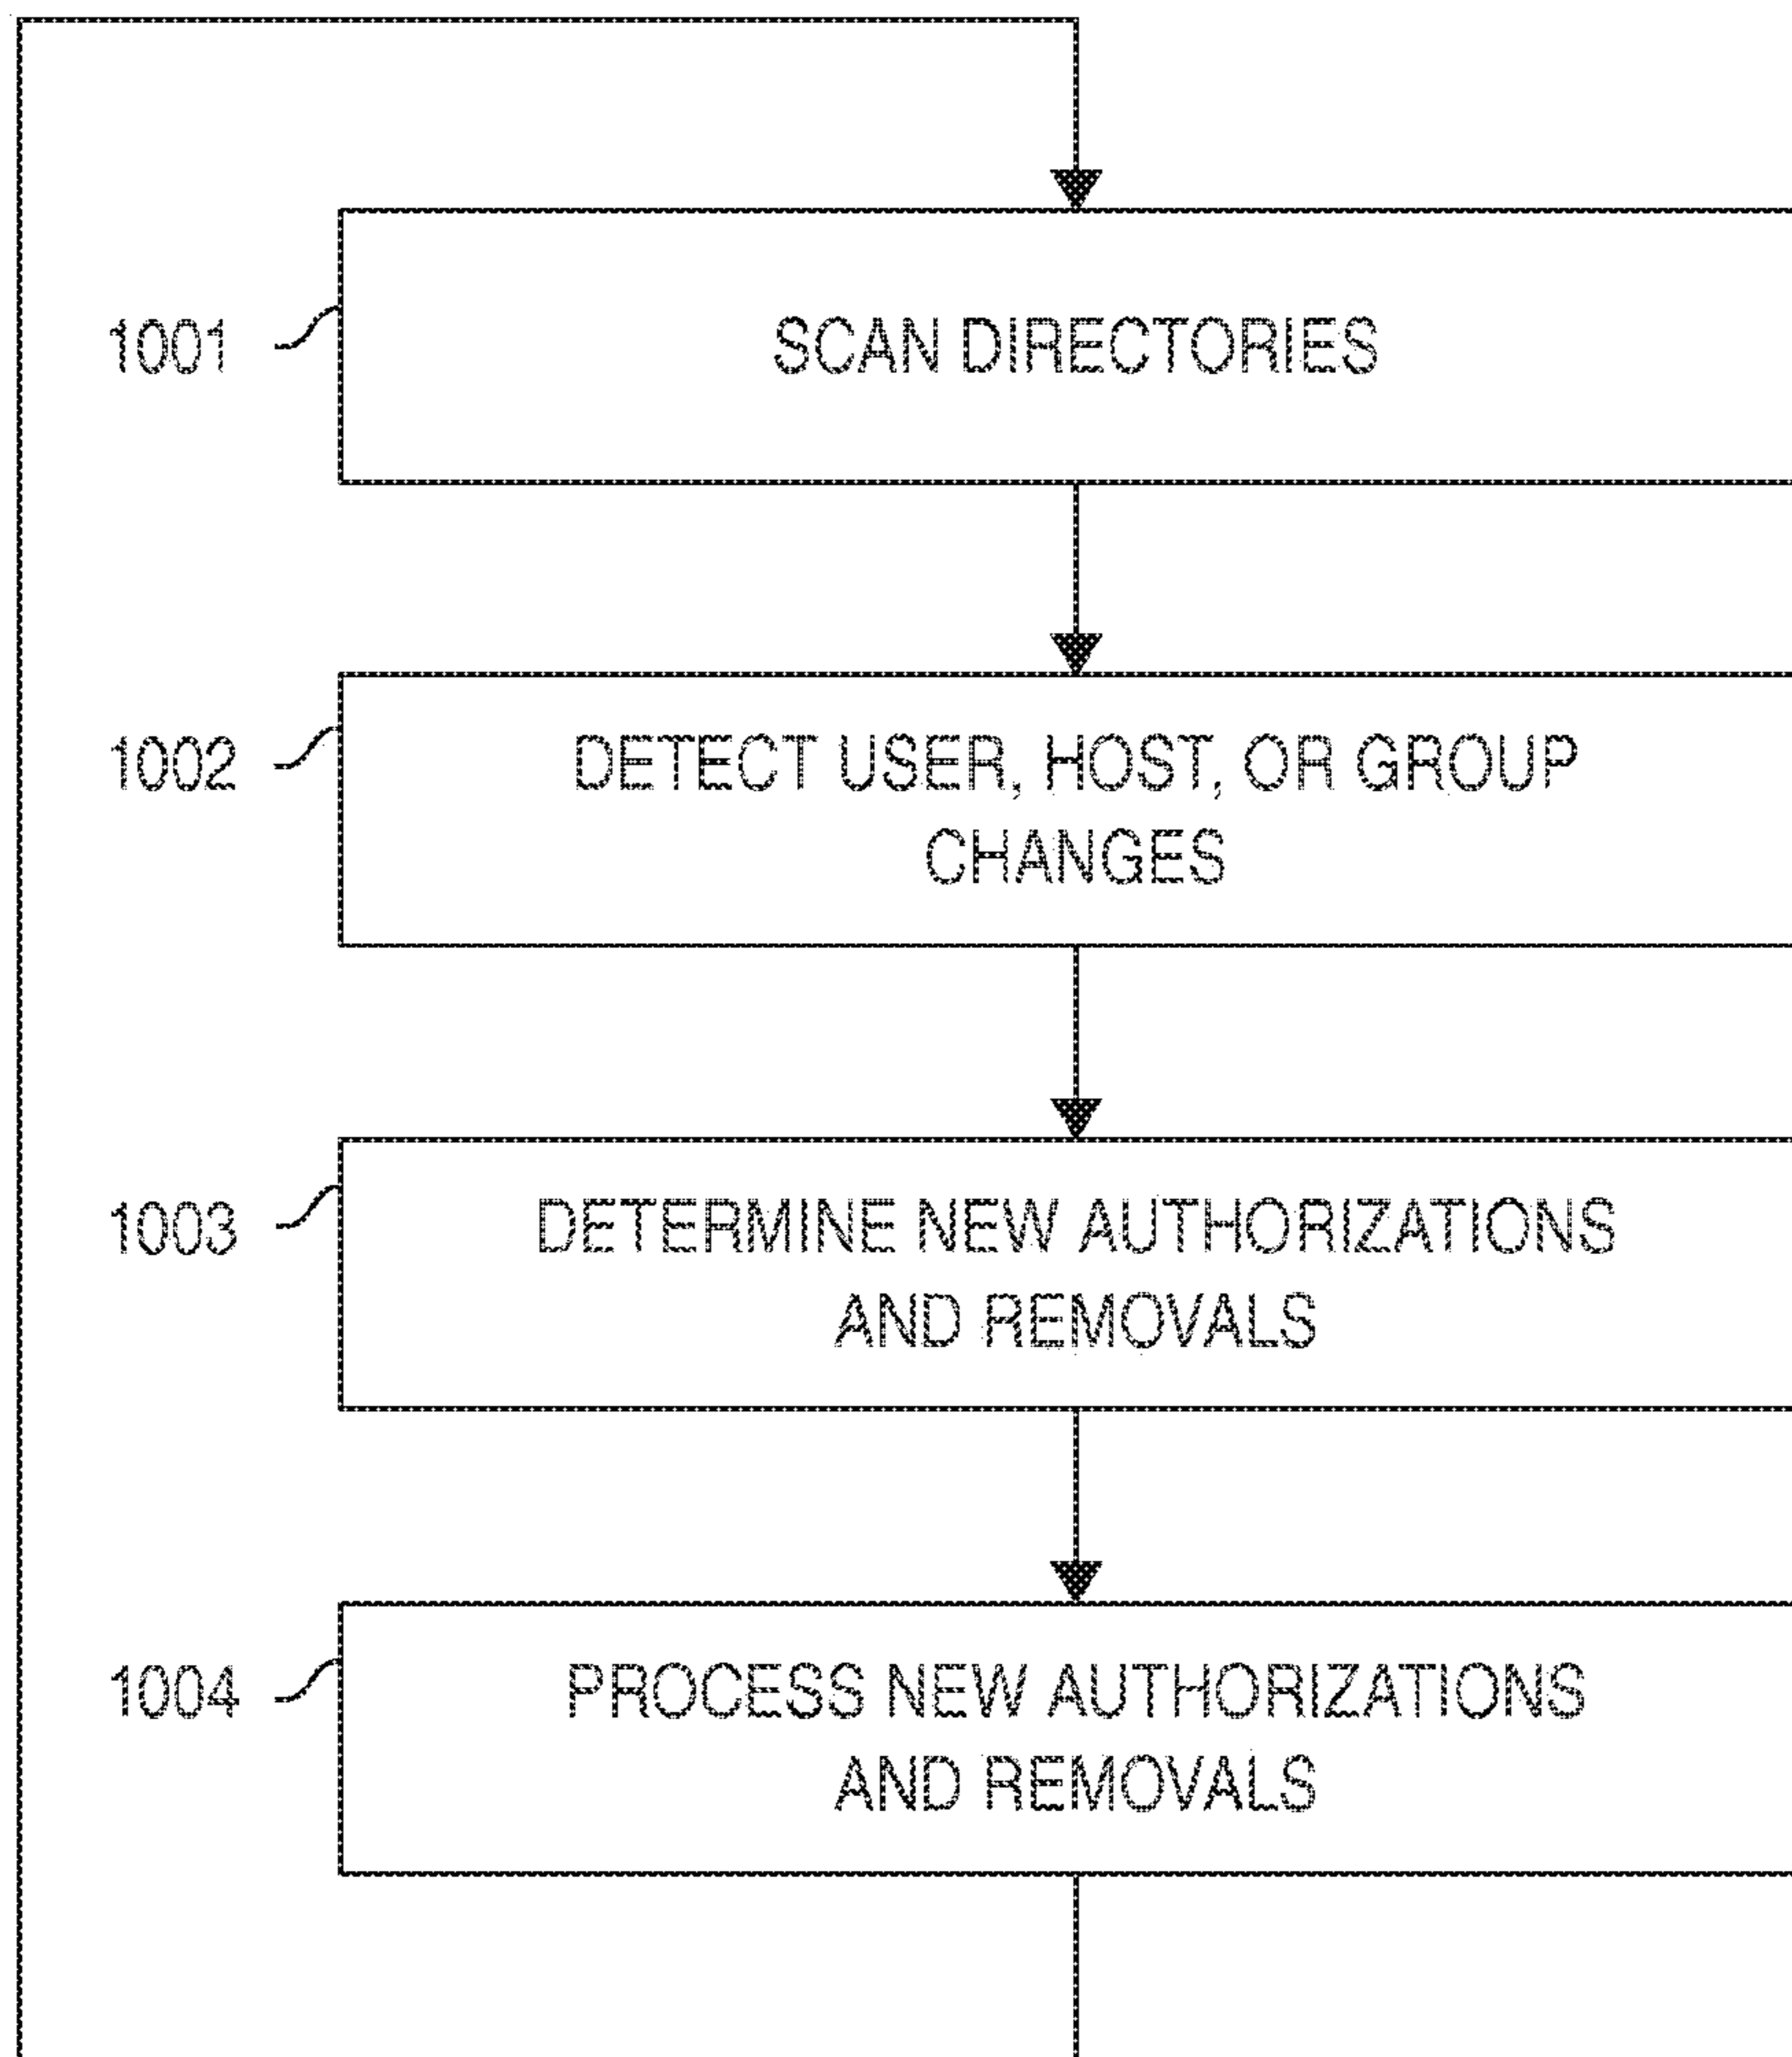 1001
SCAN DIRECTORIES
1002
DETECT USER, HOST, OR GROUP
CHANGES
1003
DETERMINE NEW AUTHORIZATIONS
AND REMOVALS
1004
PROCESS NEW AUTHORIZATIONS
AND REMOVALS